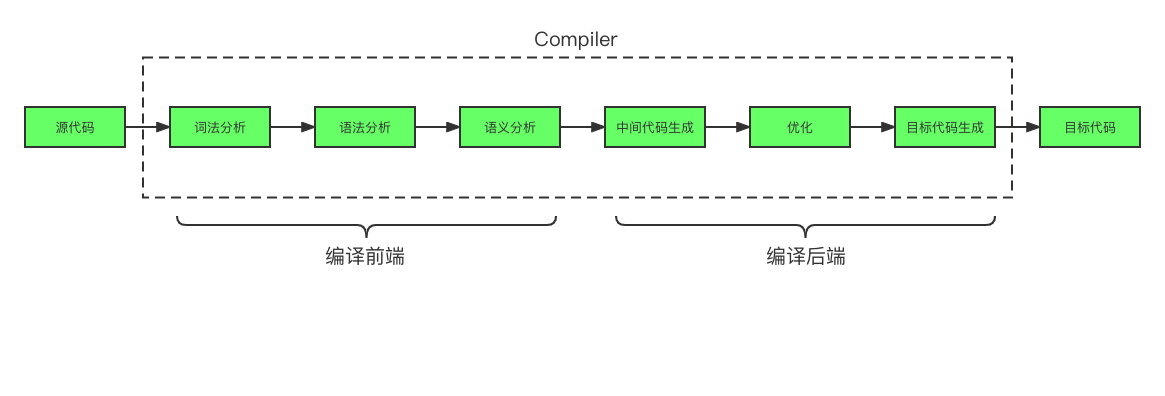 Compiler
源代码
词法分析
语法分析
语义分析
中间代码生成
优化
目标代码生成
目标代码
编译前端
编译后端